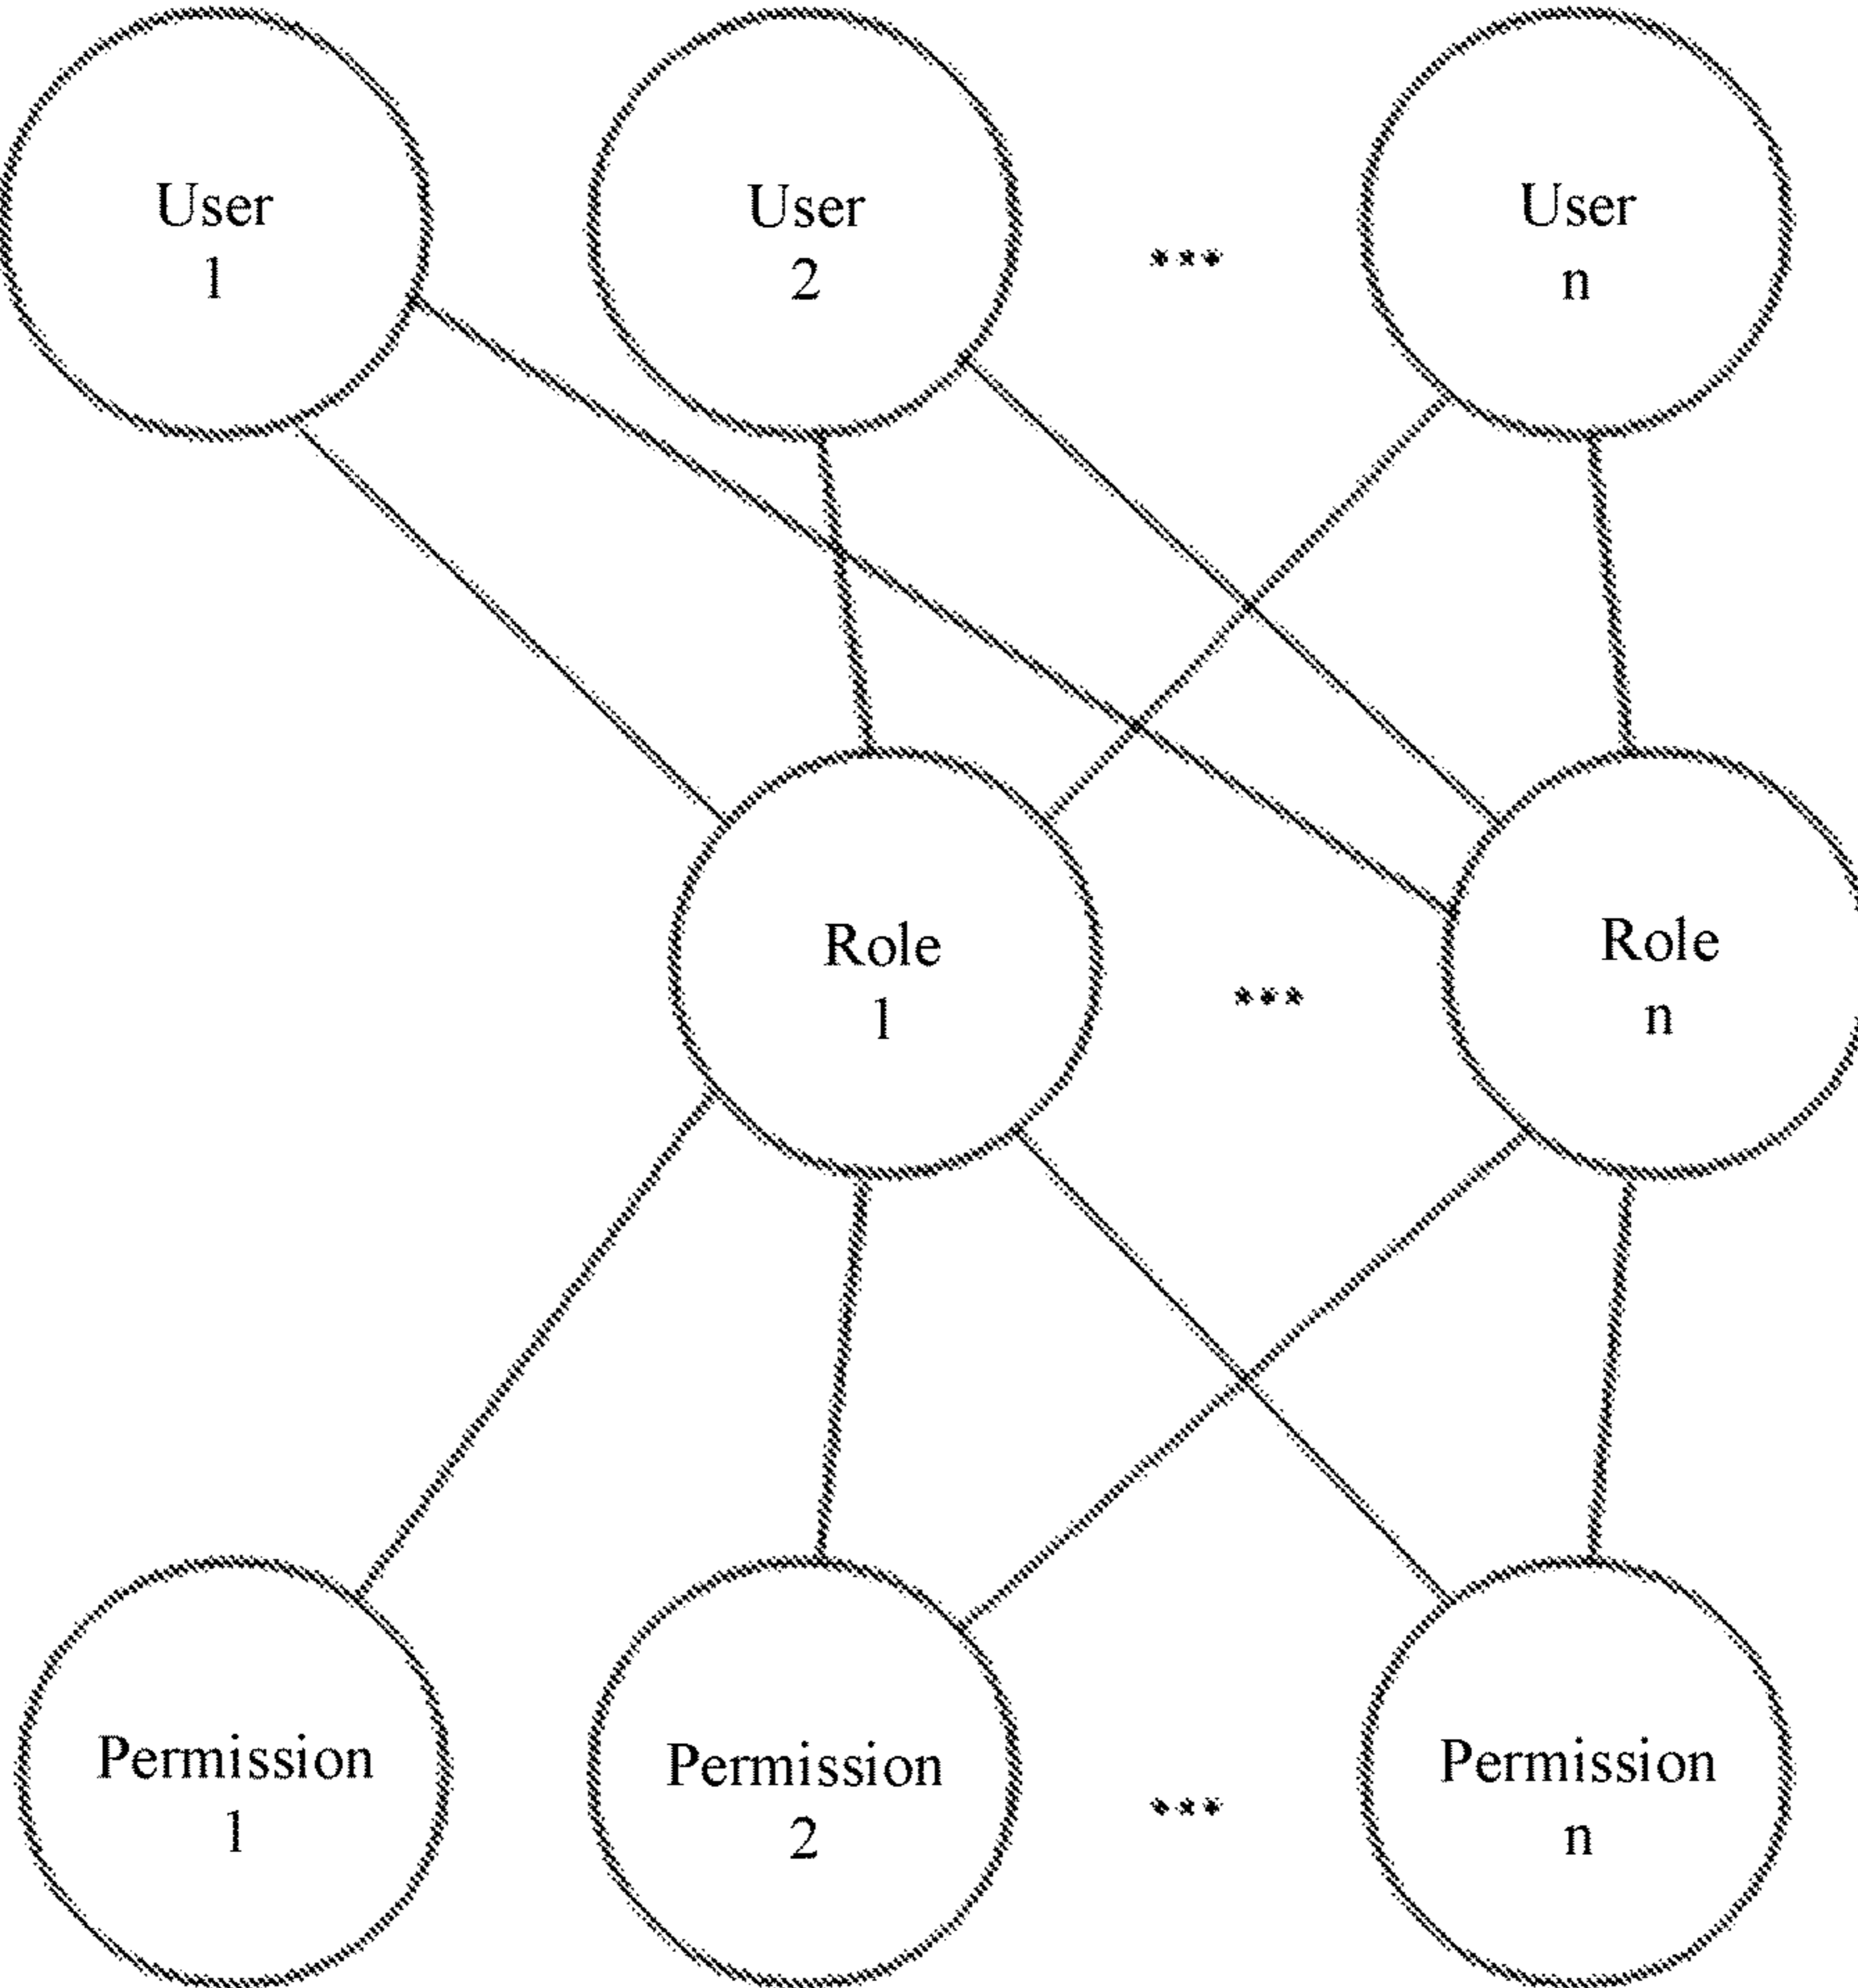 User
1
User
2
***
User
n
Role
1
***
Role
n
Permission
1
Permission
2
***
Permission
n